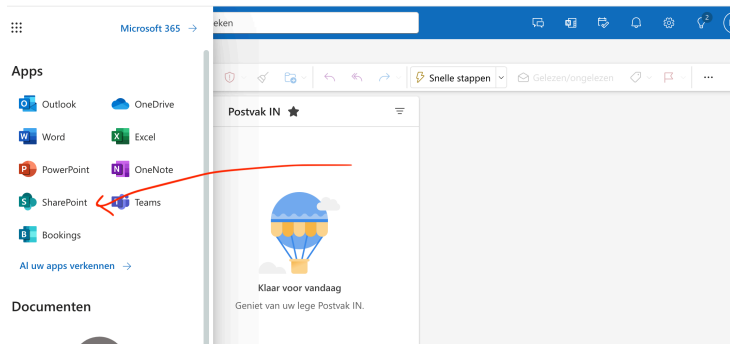 Microsoft 365 →
eken
2
Apps
Outlook
OneDrive
Word
Excel
PowerPoint
OneNote
SharePoint
Teams
Bookings
Al uw apps verkennen →
Documenten
Snelle stappen
Gelezen/ongelezen
Postvak IN
Klaar voor vandaag
Geniet van uw lege Postvak IN.